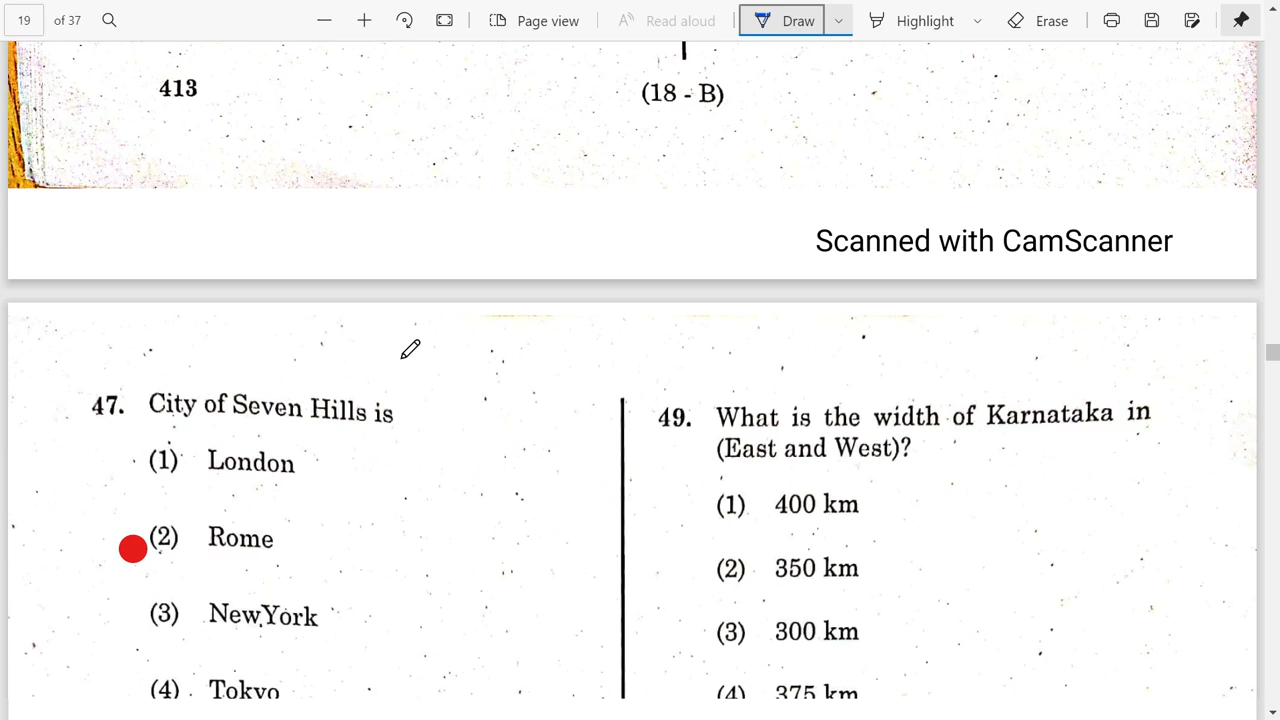 19 of 37 Page view Read aloud Draw Highlight Erase
413
(18 - B)
Scanned with CamScanner
47. City of Seven Hills is
(1) London
(2) Rome
(3) NewYork
(4) Tokyo
49. What is the width of Karnataka in
(East and West)?
(1) 400 km
(2) 350 km
(3) 300 km
(4) 375 km